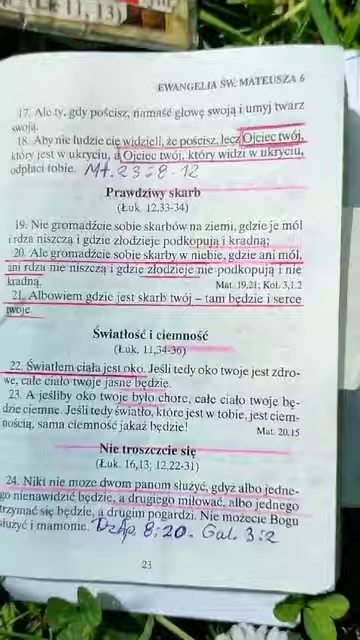 (Łk 11, 13)
EWANGELIA ŚW. MATEUSZA 6
17. Ale ty, gdy pościsz, namaść głowę swoją i umyj twarz
swoją.
18. Aby nie ludzie cię widzieli, że pościsz, lecz Ojciec twój,
który jest w ukryciu, a Ojciec twój, który widzi w ukryciu,
odpłaci tobie. Mt. 23:8-12
Prawdziwy skarb
(Łuk. 12,33-34)
19. Nie gromadźcie sobie skarbów na ziemi, gdzie je mól
i rdza niszczą i gdzie złodzieje podkopują i kradną;
20. Ale gromadźcie sobie skarby w niebie, gdzie ani mól,
ani rdza nie niszczą i gdzie złodzieje nie podkopują i nie
kradną. Mat. 19,21; Kol. 3,1.2
21. Albowiem gdzie jest skarb twój – tam będzie i serce
twoje.
Światłość i ciemność
(Łuk. 11,34-36)
22. Światłem ciała jest oko. Jeśli tedy oko twoje jest zdro-
we, całe ciało twoje jasne będzie.
23. A jeśliby oko twoje było chore, całe ciało twoje bę-
dzie ciemne. Jeśli tedy światło, które jest w tobie, jest ciem-
nością, sama ciemność jakaż będzie! Mat. 20,15
Nie troszczcie się
(Łuk. 16,13; 12,22-31)
24. Nikt nie może dwom panom służyć, gdyż albo jedne-
go nienawidzić będzie, a drugiego miłować, albo jednego
trzymać się będzie, a drugim pogardzi. Nie możecie Bogu
służyć i mamonie. Dz.Ap. 8:20. Gal. 3:2
23